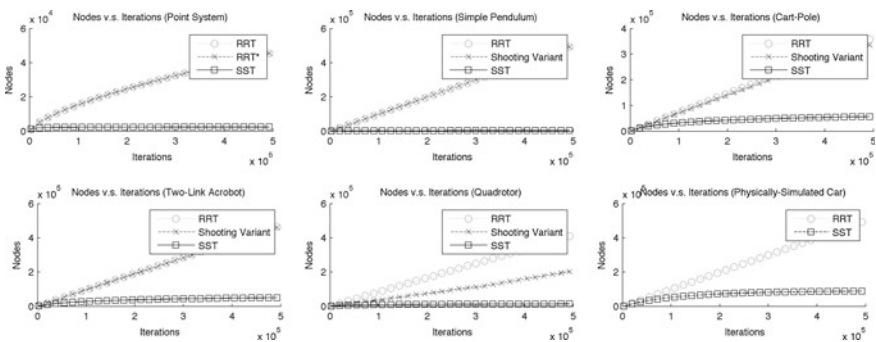 Nodes v.s. Iterations (Point System)
x 10^4
6
4
2
0
Nodes
RRT
RRT*
SST
0 1 2 3 4 5
Iterations
x 10^5
Nodes v.s. Iterations (Simple Pendulum)
x 10^5
6
4
2
0
Nodes
RRT
Shooting Variant
SST
0 1 2 3 4 5
Iterations
x 10^5
Nodes v.s. Iterations (Cart-Pole)
x 10^5
4
3
2
1
0
Nodes
RRT
Shooting Variant
SST
0 1 2 3 4 5
Iterations
x 10^5
Nodes v.s. Iterations (Two-Link Acrobot)
x 10^5
6
4
2
0
Nodes
RRT
Shooting Variant
SST
0 1 2 3 4 5
Iterations
x 10^5
Nodes v.s. Iterations (Quadrotor)
x 10^5
6
4
2
0
Nodes
RRT
Shooting Variant
SST
0 1 2 3 4 5
Iterations
x 10^5
Nodes v.s. Iterations (Physically-Simulated Car)
x 10^5
6
4
2
0
Nodes
RRT
SST
0 1 2 3 4 5
Iterations
x 10^5